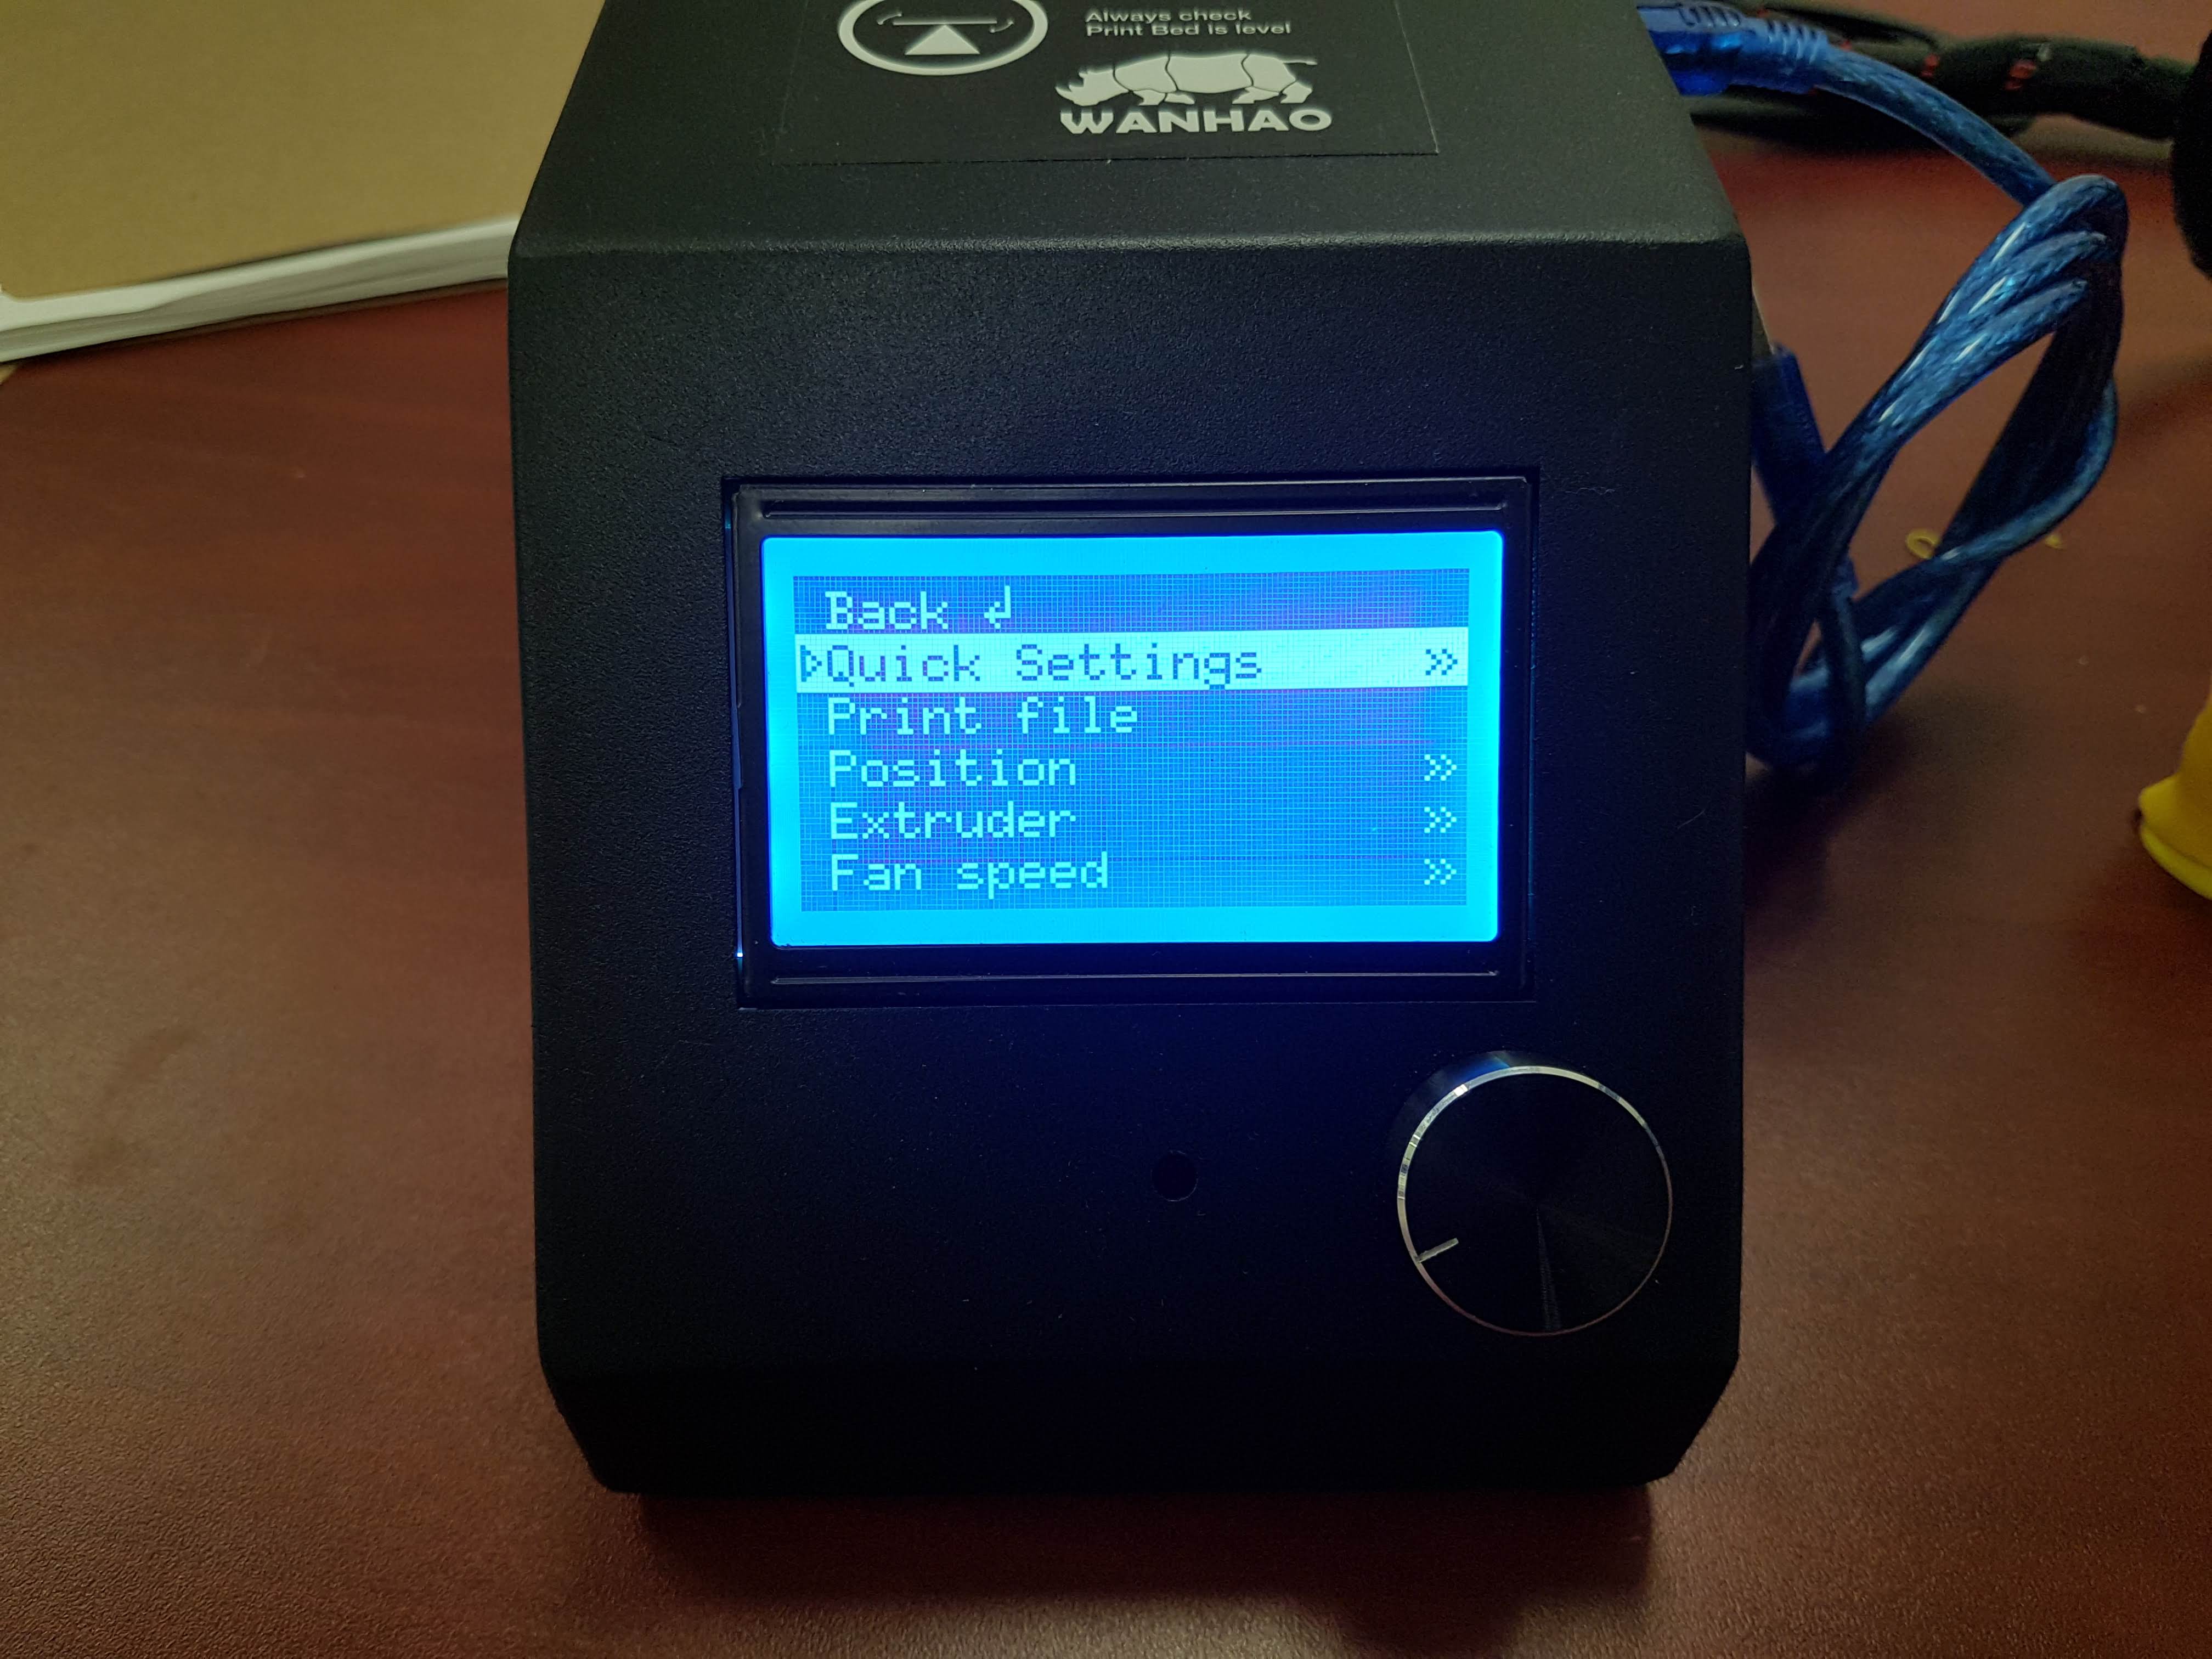 Always check
Print Bed is level
WANHAO
Back ↲
▷Quick Settings »
Print file
Position »
Extruder »
Fan speed »